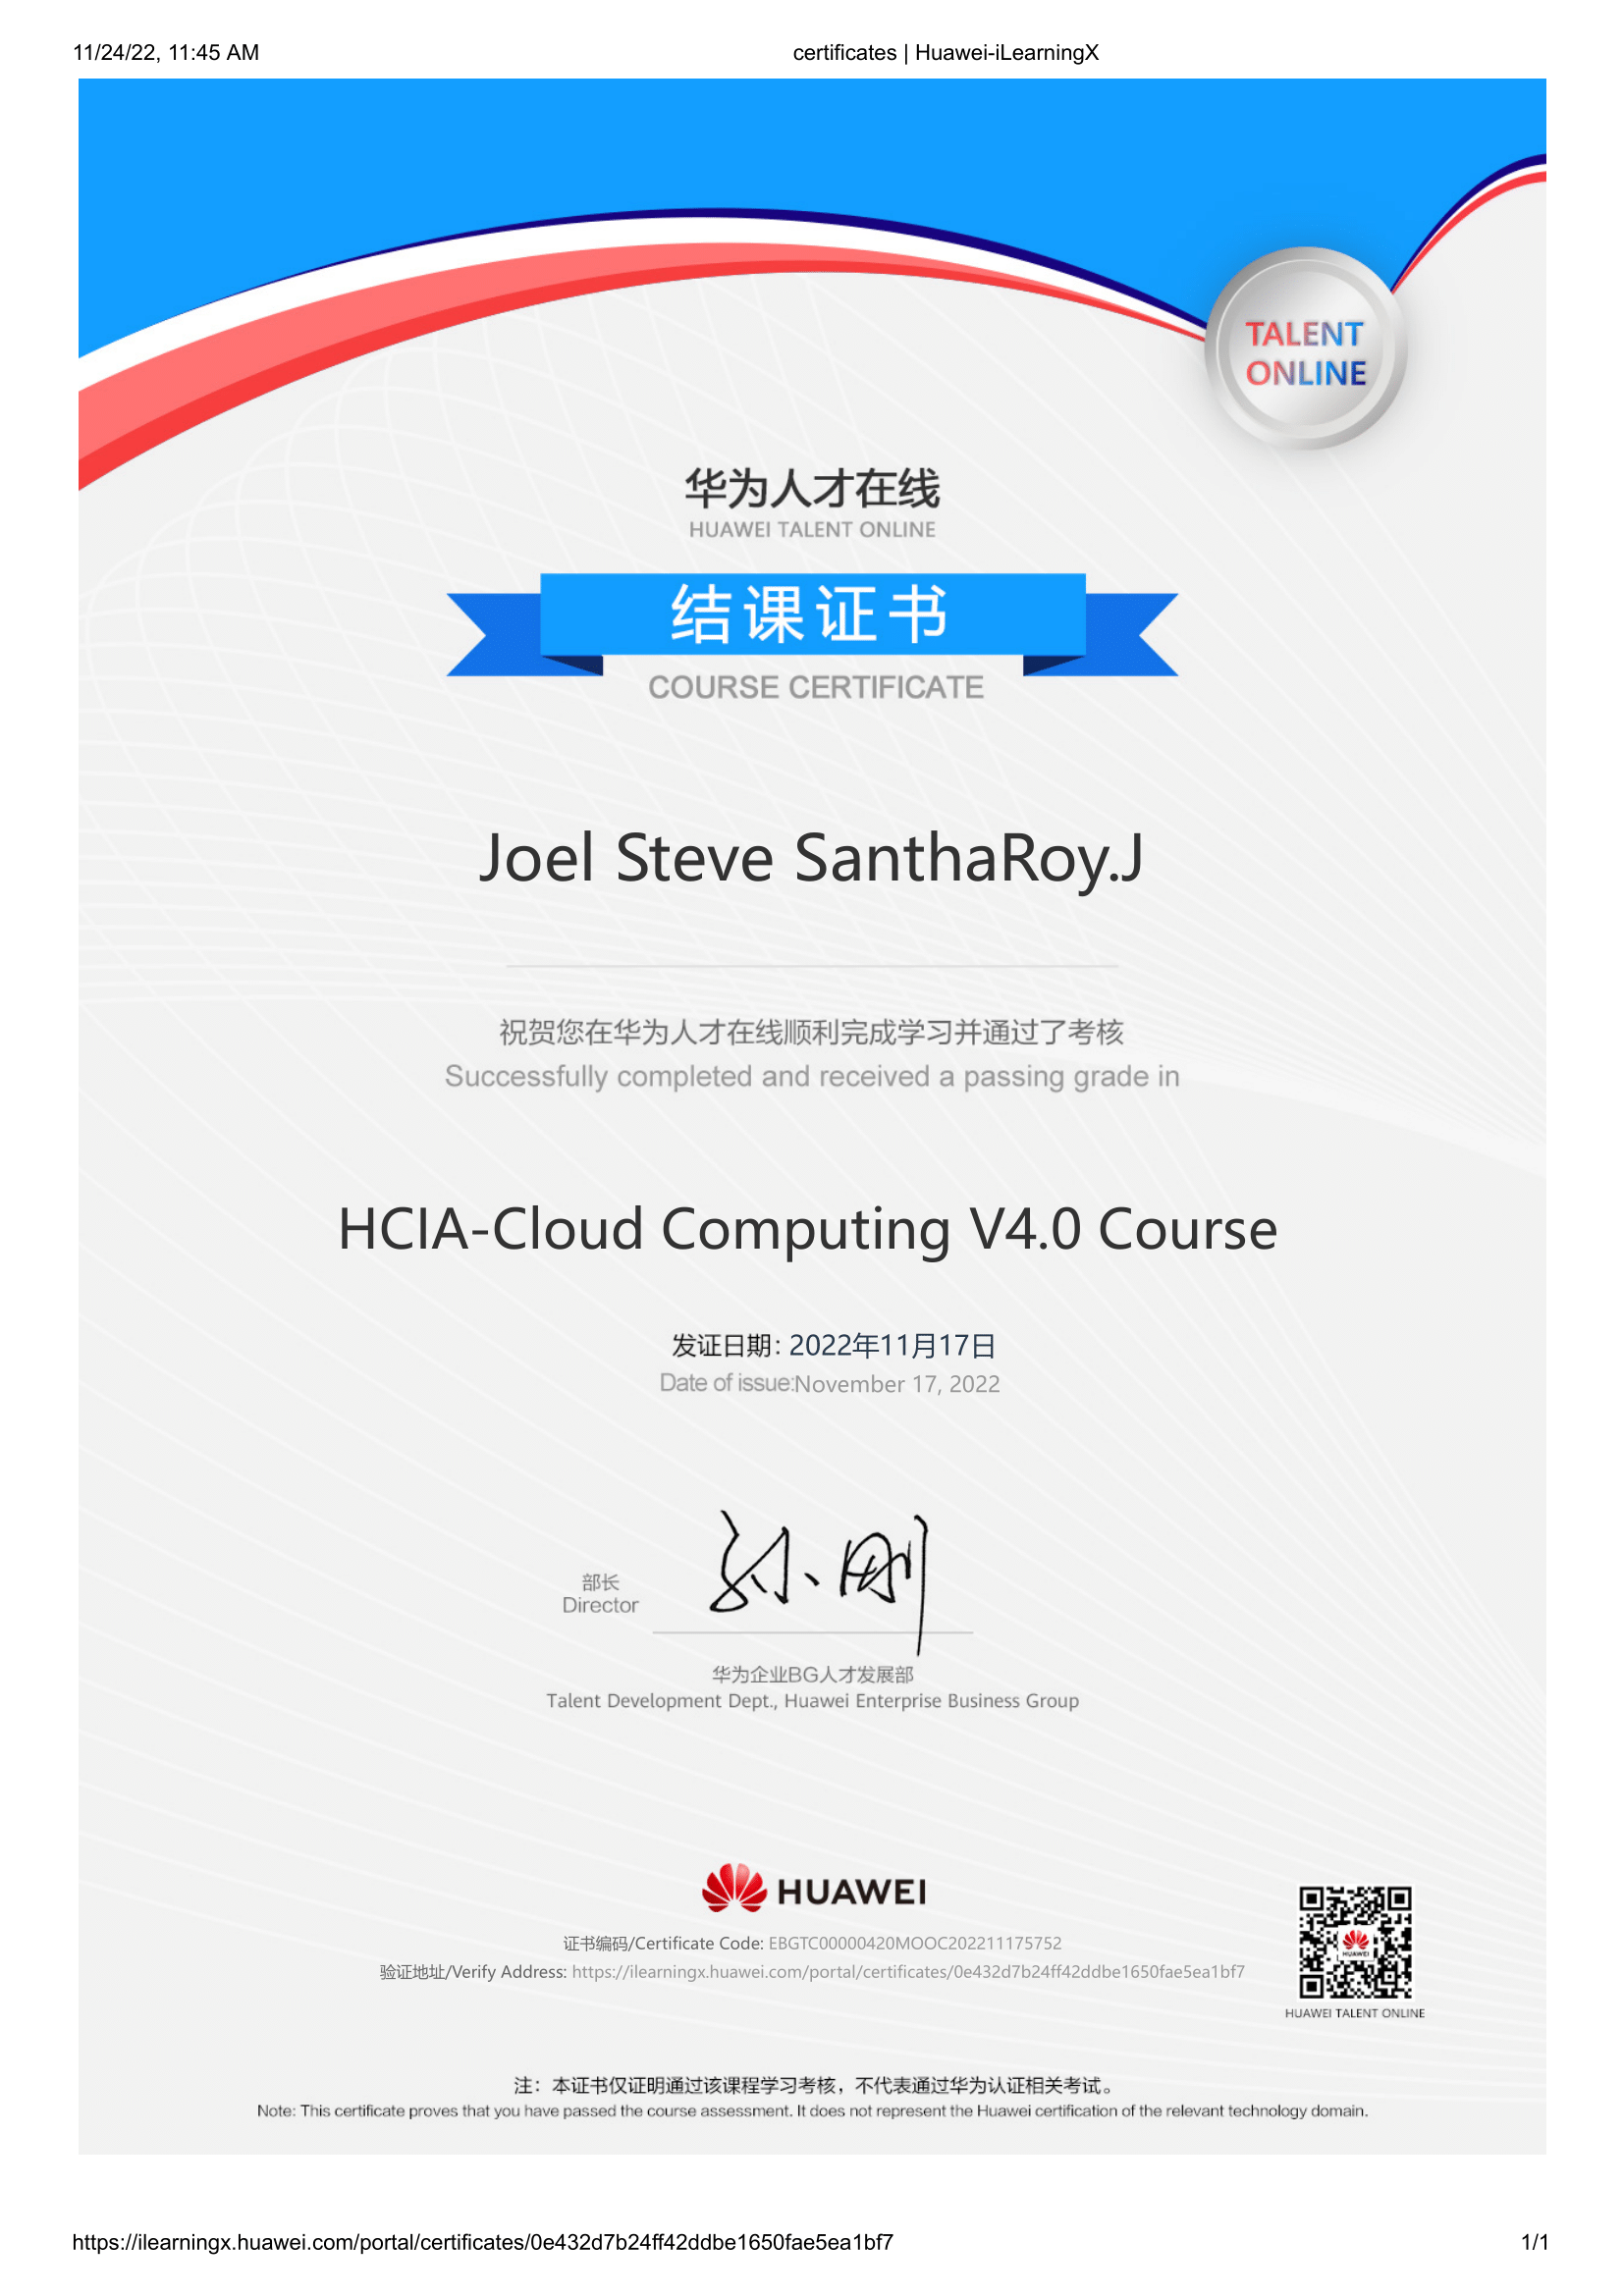 11/24/22, 11:45 AM certificates | Huawei-iLearningX
TALENT
ONLINE
华为人才在线
HUAWEI TALENT ONLINE
结课证书
COURSE CERTIFICATE
Joel Steve SanthaRoy.J
祝贺您在华为人才在线顺利完成学习并通过了考核
Successfully completed and received a passing grade in
HCIA-Cloud Computing V4.0 Course
发证日期: 2022年11月17日
Date of issue:November 17, 2022
孙刚
部长
Director
华为企业BG人才发展部
Talent Development Dept., Huawei Enterprise Business Group
HUAWEI
证书编码/Certificate Code: EBGTC00000420MOOC202211175752
验证地址/Verify Address: https://ilearningx.huawei.com/portal/certificates/0e432d7b24ff42ddbe1650fae5ea1bf7
HUAWEI
HUAWEI TALENT ONLINE
注：本证书仅证明通过该课程学习考核，不代表通过华为认证相关考试。
Note: This certificate proves that you have passed the course assessment. It does not represent the Huawei certification of the relevant technology domain.
https://ilearningx.huawei.com/portal/certificates/0e432d7b24ff42ddbe1650fae5ea1bf7 1/1